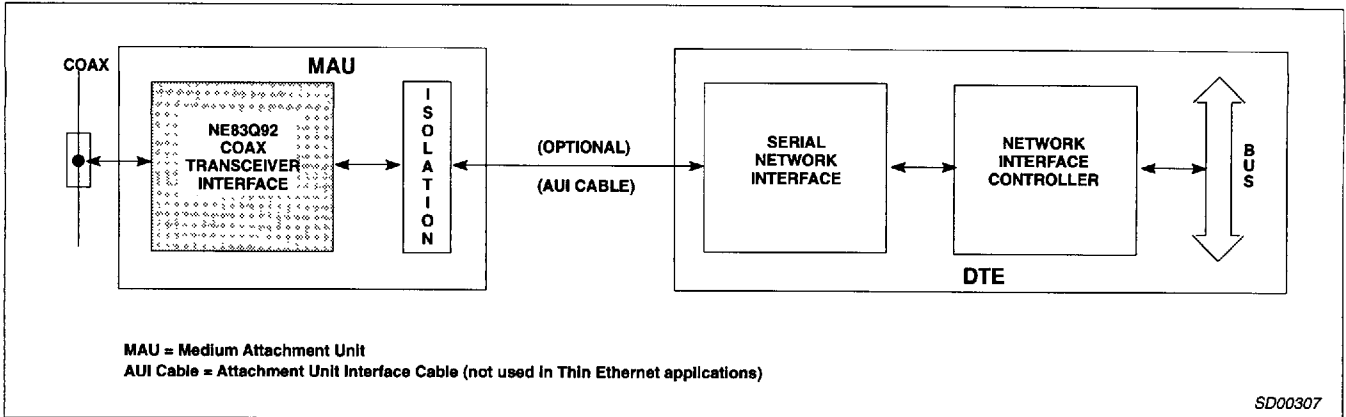 COAX
MAU
NE83Q92
COAX
TRANSCEIVER
INTERFACE
I
S
O
L
A
T
I
O
N
(OPTIONAL)
(AUI CABLE)
SERIAL
NETWORK
INTERFACE
NETWORK
INTERFACE
CONTROLLER
B
U
S
DTE
MAU = Medium Attachment Unit
AUI Cable = Attachment Unit Interface Cable (not used in Thin Ethernet applications)
SD00307